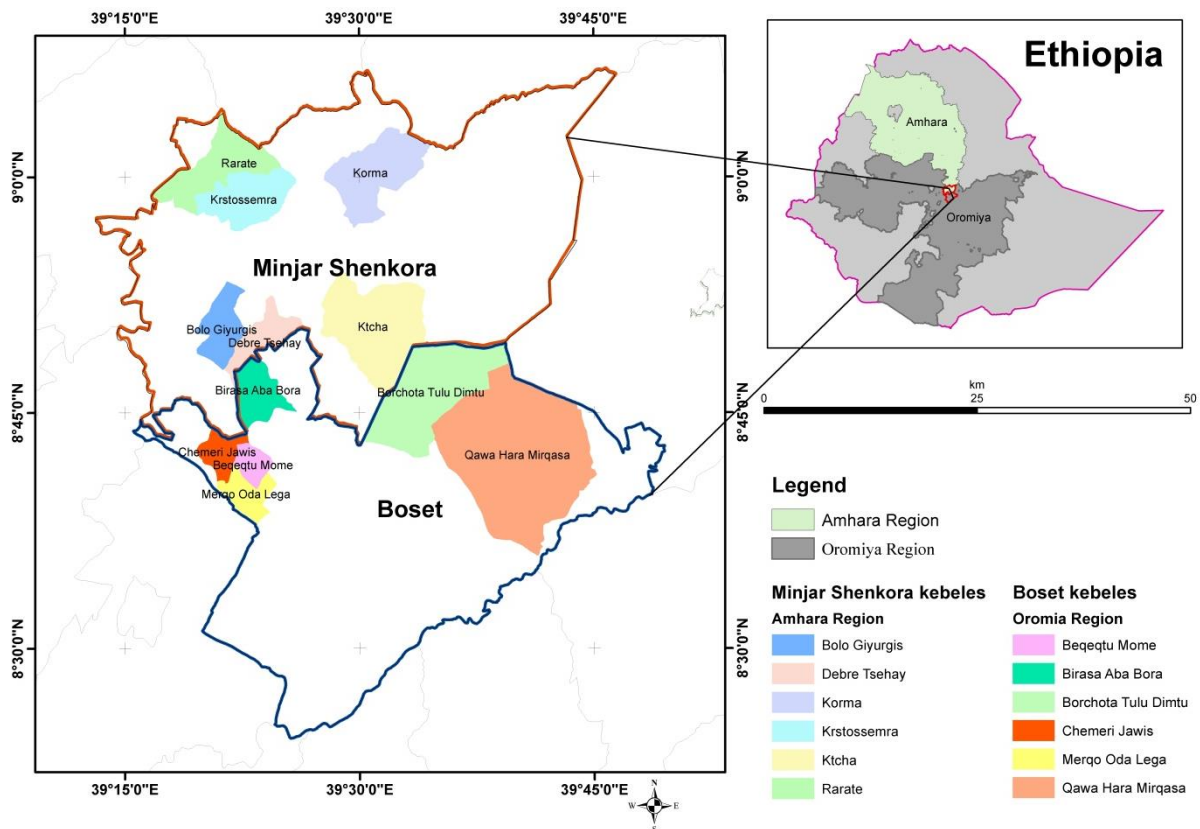 39°15'0"E
39°30'0"E
39°45'0"E
9°0'0"N
8°45'0"N
8°30'0"N
Rarate
Krstossemra
Korma
Minjar Shenkora
Bolo Giyurgis
Debre Tsehay
Ktcha
Birasa Aba Bora
Borchota Tulu Dimtu
Chemeri Jawis
Beqeqtu Mome
Qawa Hara Mirqasa
Merqo Oda Lega
Boset
9°0'0"N
8°45'0"N
8°30'0"N
39°15'0"E
39°30'0"E
39°45'0"E
N
W
E
S
Ethiopia
Amhara
Oromiya
km
0
25
50
Legend
Amhara Region
Oromiya Region
Minjar Shenkora kebeles
Amhara Region
Bolo Giyurgis
Debre Tsehay
Korma
Krstossemra
Ktcha
Rarate
Boset kebeles
Oromia Region
Beqeqtu Mome
Birasa Aba Bora
Borchota Tulu Dimtu
Chemeri Jawis
Merqo Oda Lega
Qawa Hara Mirqasa